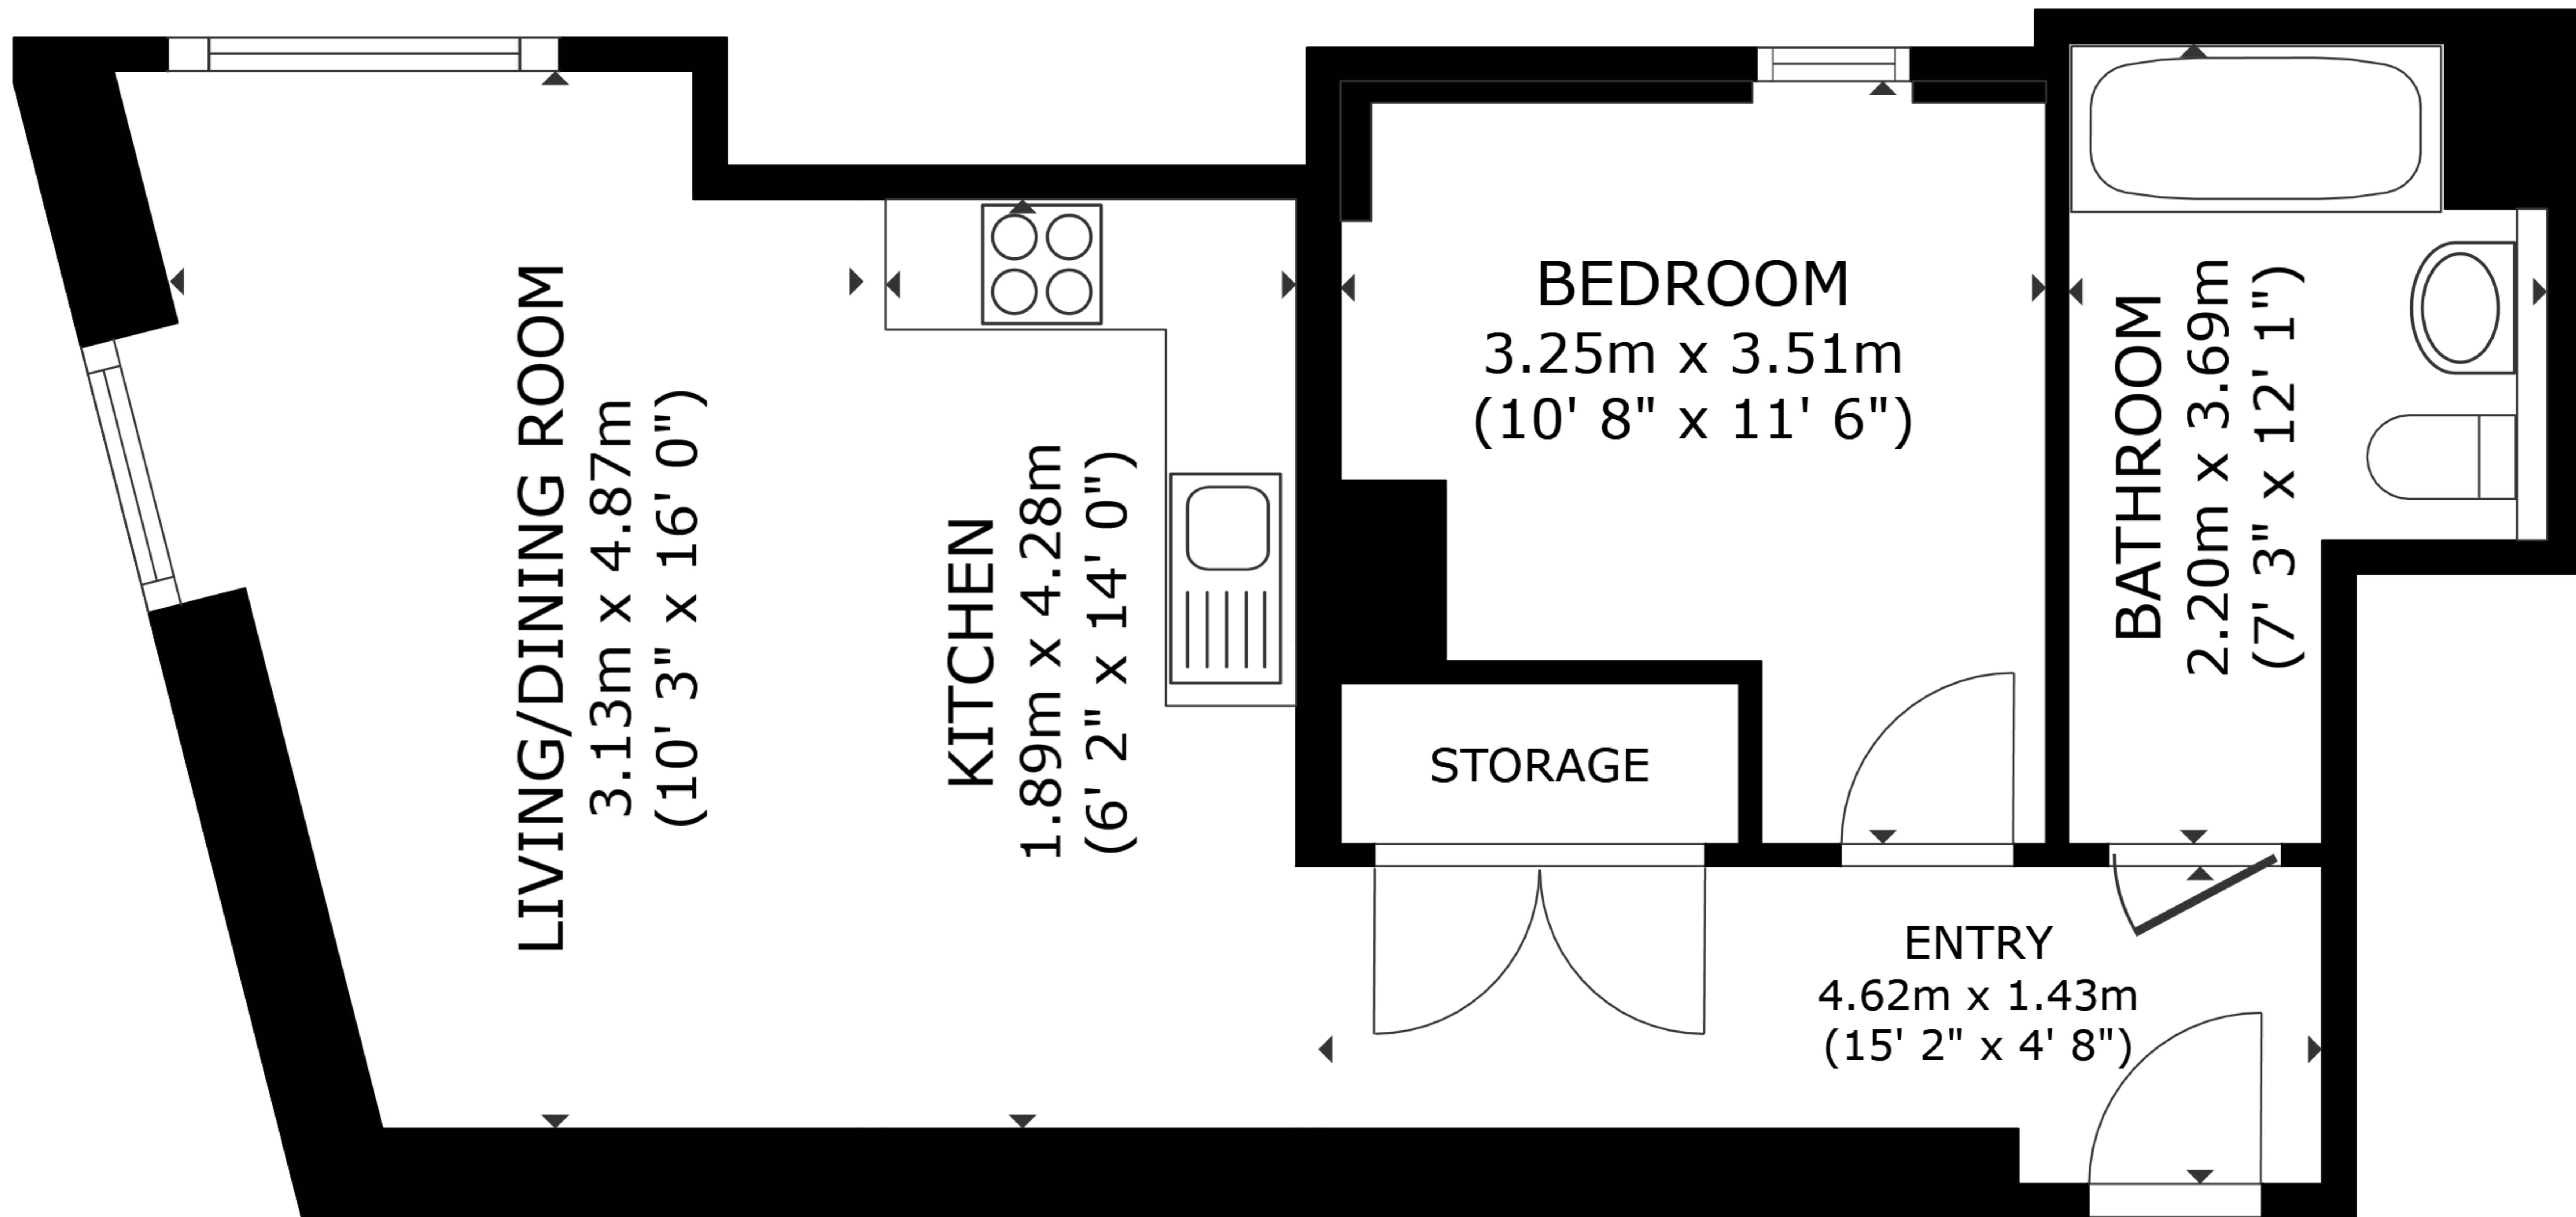 LIVING/DINING ROOM
3.13m x 4.87m
(10' 3" x 16' 0")
KITCHEN
1.89m x 4.28m
(6' 2" x 14' 0")
BEDROOM
3.25m x 3.51m
(10' 8" x 11' 6")
STORAGE
BATHROOM
2.20m x 3.69m
(7' 3" x 12' 1")
ENTRY
4.62m x 1.43m
(15' 2" x 4' 8")